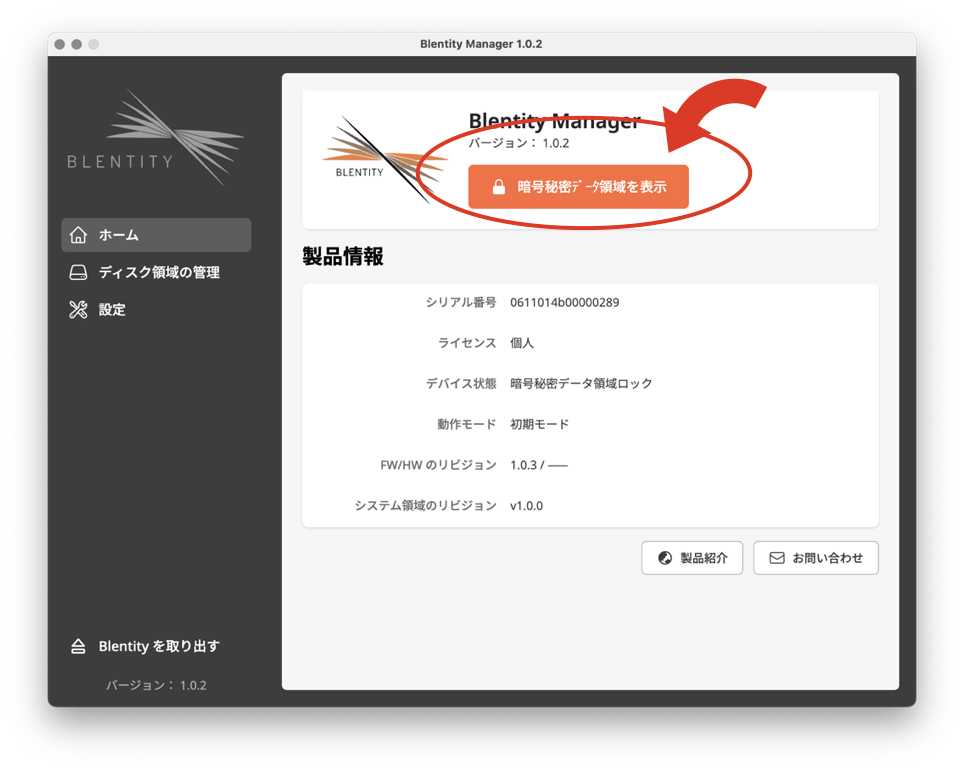 Blentity Manager 1.0.2
BLENTITY
ホーム
ディスク領域の管理
設定
Blentity を取り出す
バージョン： 1.0.2
BLENTITY
Blentity Manager
バージョン： 1.0.2
暗号秘密ﾃﾞｰﾀ領域を表示
製品情報
シリアル番号 0611014b00000289
ライセンス 個人
デバイス状態 暗号秘密データ領域ロック
動作モード 初期モード
FW/HW のリビジョン 1.0.3 / ––
システム領域のリビジョン v1.0.0
製品紹介
お問い合わせ